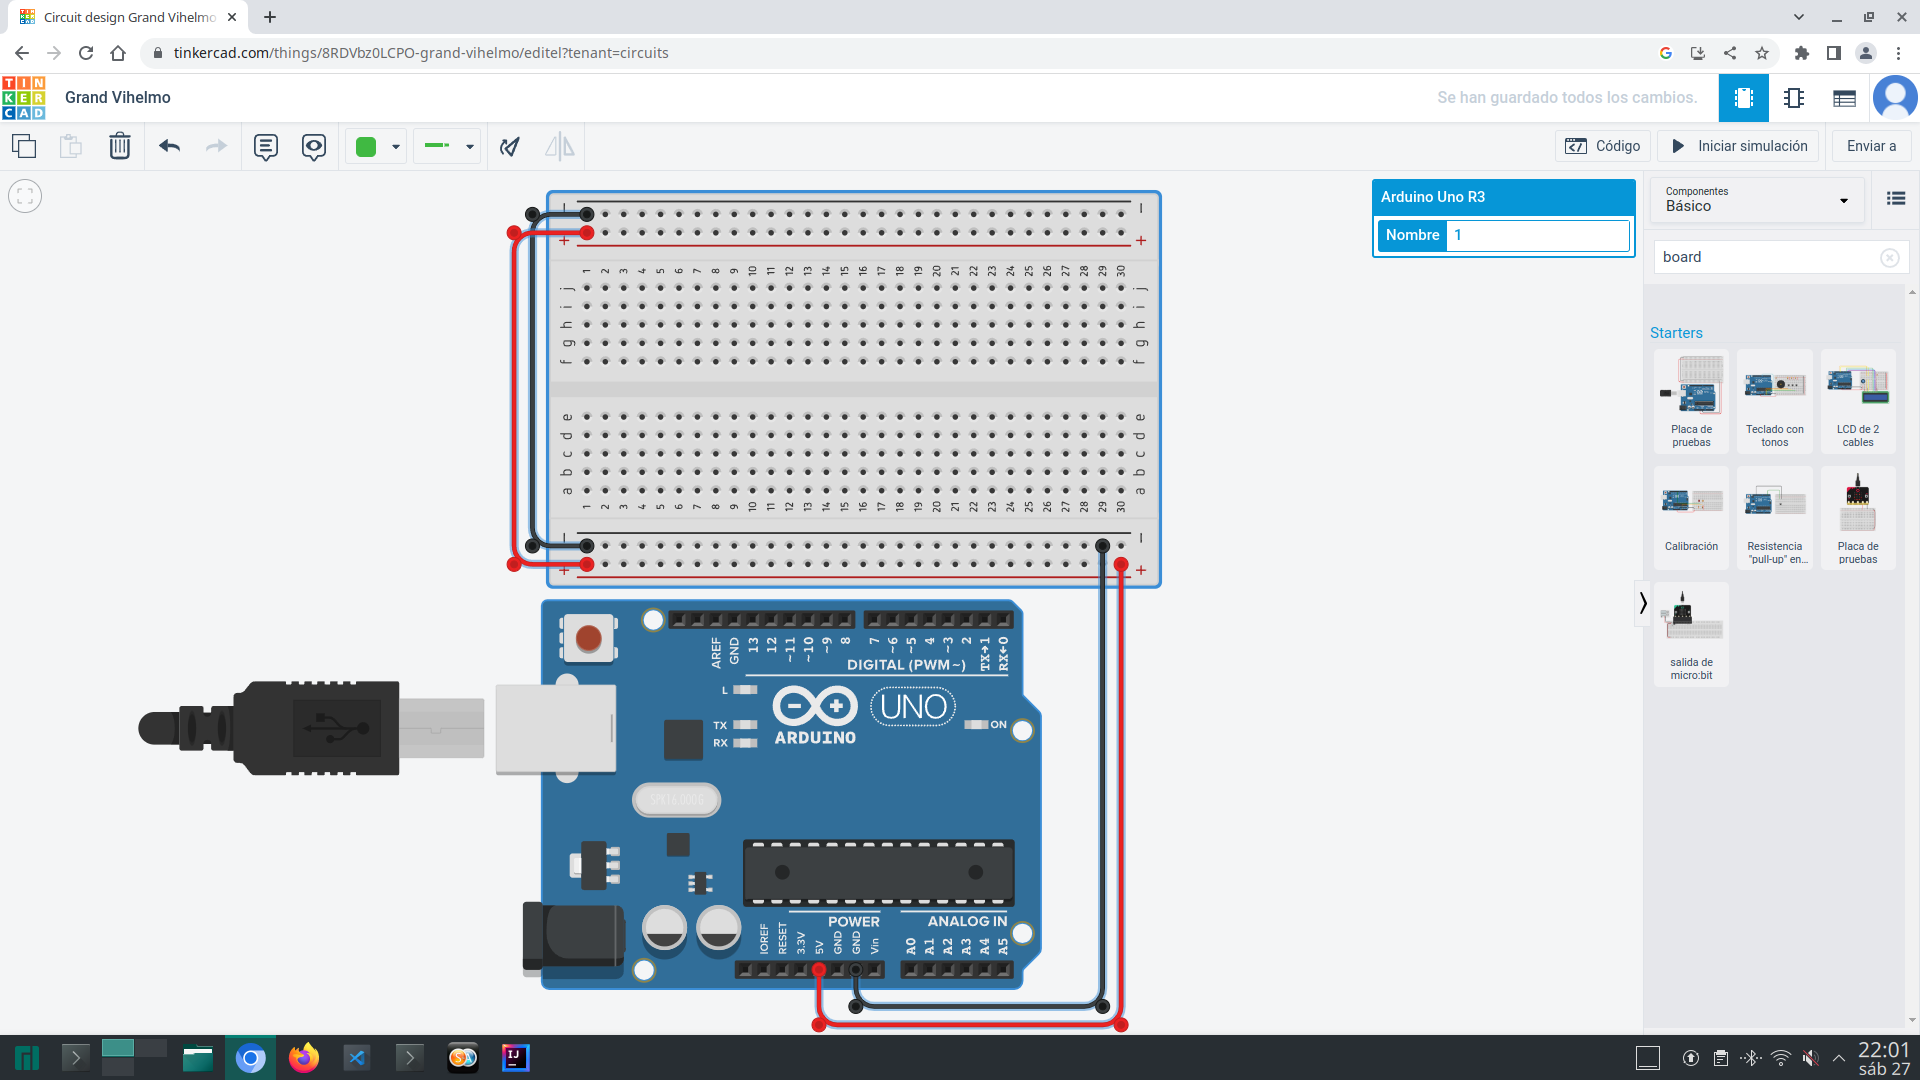 Circuit design Grand Vihelmo
tinkercad.com/things/8RDVbz0LCPO-grand-vihelmo/editel?tenant=circuits
TIN
KER
CAD
Grand Vihelmo
Se han guardado todos los cambios.
Código
Iniciar simulación
Enviar a
Arduino Uno R3
Nombre 1
Componentes
Básico
board
Starters
Placa de
pruebas
Teclado con
tonos
LCD de 2
cables
Calibración
Resistencia
"pull-up" en...
Placa de
pruebas
salida de
micro:bit
1 2 3 4 5 6 7 8 9 10 11 12 13 14 15 16 17 18 19 20 21 22 23 24 25 26 27 28 29 30
j j
i i
h h
g g
f f
e e
d d
c c
b b
a a
1 2 3 4 5 6 7 8 9 10 11 12 13 14 15 16 17 18 19 20 21 22 23 24 25 26 27 28 29 30
AREF GND 13 12 ~11 ~10 ~9 8 7 ~6 ~5 4 ~3 2 TX→1 RX←0
DIGITAL (PWM~)
L
TX
RX
UNO
ARDUINO
ON
SPK16.000G
POWER
ANALOG IN
IOREF RESET 3.3V 5V GND GND Vin A0 A1 A2 A3 A4 A5
IJ
22:01
sáb 27